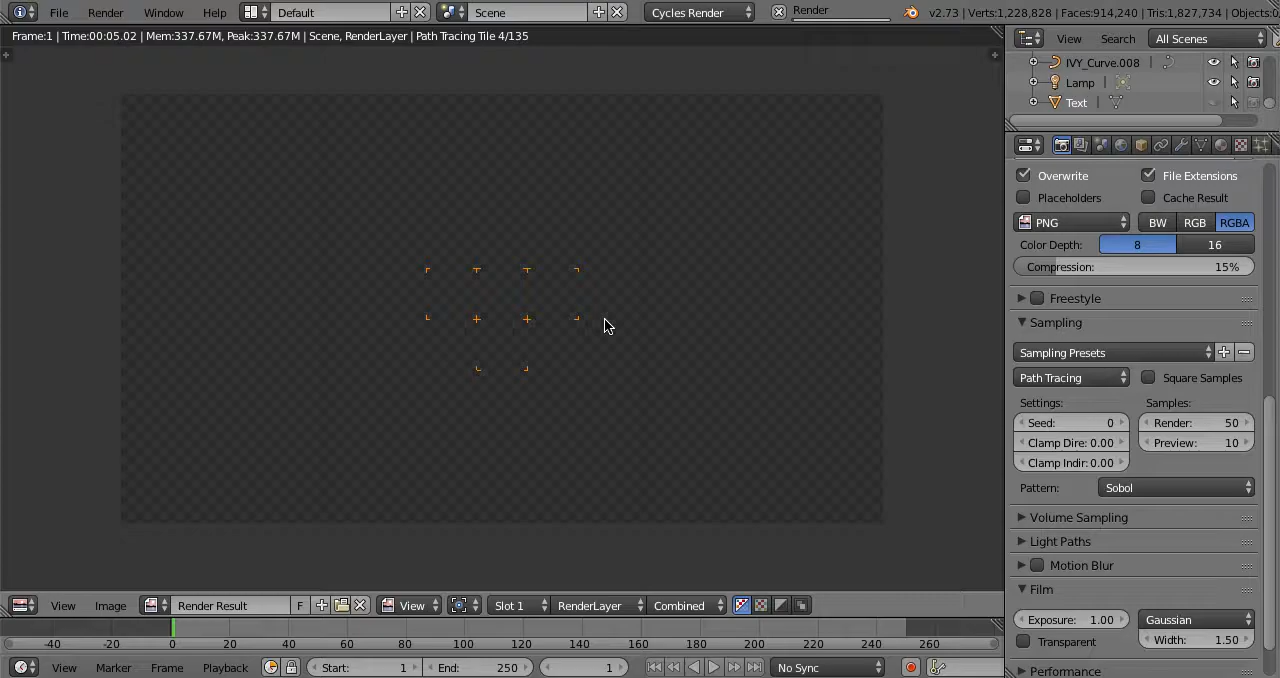 File Render Window Help Default Scene Cycles Render Render v2.73 | Verts:1,228,828 | Faces:914,240 | Tris:1,827,734 | Objects:0
Frame:1 | Time:00:05.02 | Mem:337.67M, Peak:337.67M | Scene, RenderLayer | Path Tracing Tile 4/135
View Search All Scenes
IVY_Curve.008
Lamp
Text
Overwrite File Extensions
Placeholders Cache Result
PNG BW RGB RGBA
Color Depth: 8 16
Compression: 15%
Freestyle
Sampling
Sampling Presets
Path Tracing Square Samples
Settings: Samples:
Seed: 0 Render: 50
Clamp Dire: 0.00 Preview: 10
Clamp Indir: 0.00
Pattern: Sobol
Volume Sampling
Light Paths
Motion Blur
Film
Exposure: 1.00 Gaussian
Transparent Width: 1.50
Performance
View Image Render Result F View Slot 1 RenderLayer Combined
-40 -20 0 20 40 60 80 100 120 140 160 180 200 220 240 260 280
View Marker Frame Playback Start: 1 End: 250 1 No Sync